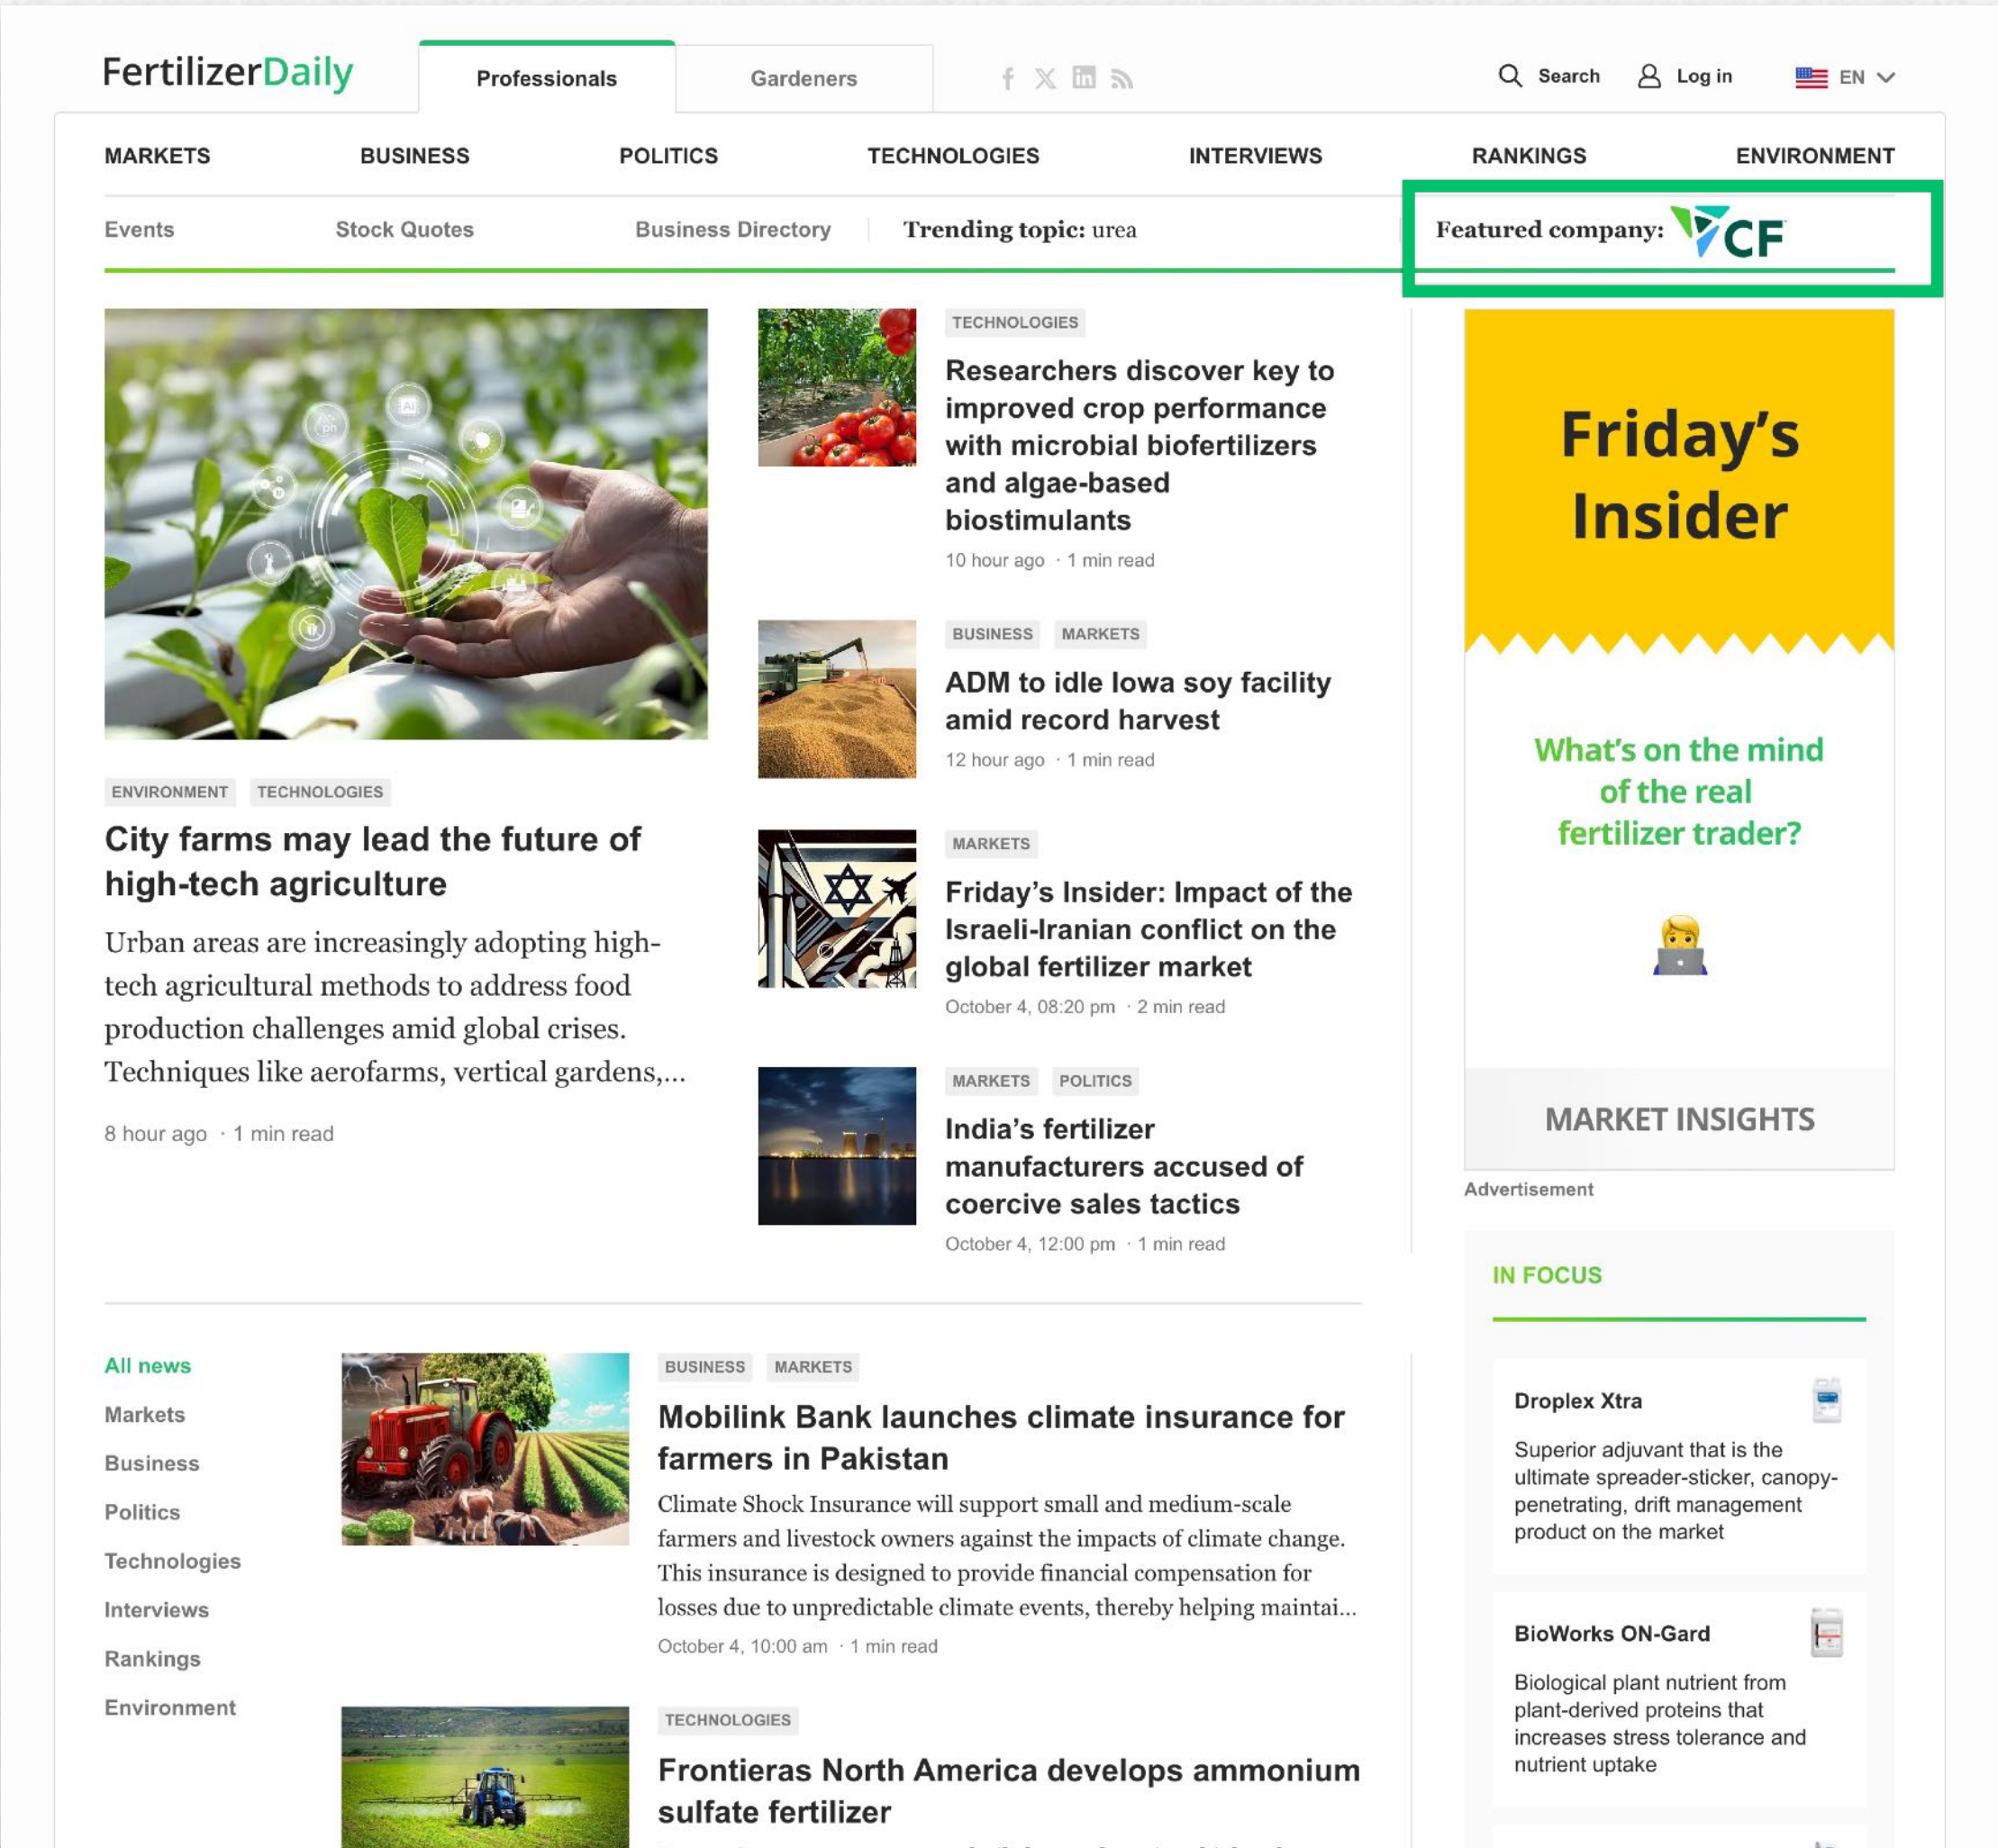 FertilizerDaily
Professionals
Gardeners
Search
Log in
EN
MARKETS
BUSINESS
POLITICS
TECHNOLOGIES
INTERVIEWS
RANKINGS
ENVIRONMENT
Events
Stock Quotes
Business Directory
Trending topic: urea
Featured company: CF
TECHNOLOGIES
Researchers discover key to
improved crop performance
with microbial biofertilizers
and algae-based
biostimulants
10 hour ago · 1 min read
BUSINESS MARKETS
ADM to idle Iowa soy facility
amid record harvest
12 hour ago · 1 min read
MARKETS
Friday’s Insider: Impact of the
Israeli-Iranian conflict on the
global fertilizer market
October 4, 08:20 pm · 2 min read
MARKETS POLITICS
India’s fertilizer
manufacturers accused of
coercive sales tactics
October 4, 12:00 pm · 1 min read
ENVIRONMENT TECHNOLOGIES
City farms may lead the future of
high-tech agriculture
Urban areas are increasingly adopting high-
tech agricultural methods to address food
production challenges amid global crises.
Techniques like aerofarms, vertical gardens,...
8 hour ago · 1 min read
Friday’s
Insider
What’s on the mind
of the real
fertilizer trader?
MARKET INSIGHTS
Advertisement
IN FOCUS
Droplex Xtra
Superior adjuvant that is the
ultimate spreader-sticker, canopy-
penetrating, drift management
product on the market
BioWorks ON-Gard
Biological plant nutrient from
plant-derived proteins that
increases stress tolerance and
nutrient uptake
All news
Markets
Business
Politics
Technologies
Interviews
Rankings
Environment
BUSINESS MARKETS
Mobilink Bank launches climate insurance for
farmers in Pakistan
Climate Shock Insurance will support small and medium-scale
farmers and livestock owners against the impacts of climate change.
This insurance is designed to provide financial compensation for
losses due to unpredictable climate events, thereby helping maintai...
October 4, 10:00 am · 1 min read
TECHNOLOGIES
Frontieras North America develops ammonium
sulfate fertilizer